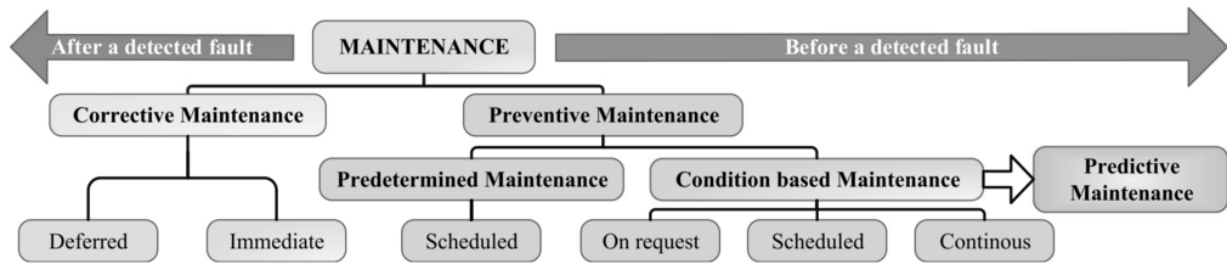 After a detected fault
MAINTENANCE
Before a detected fault
Corrective Maintenance
Preventive Maintenance
Predetermined Maintenance
Condition based Maintenance
Predictive
Maintenance
Deferred
Immediate
Scheduled
On request
Scheduled
Continous